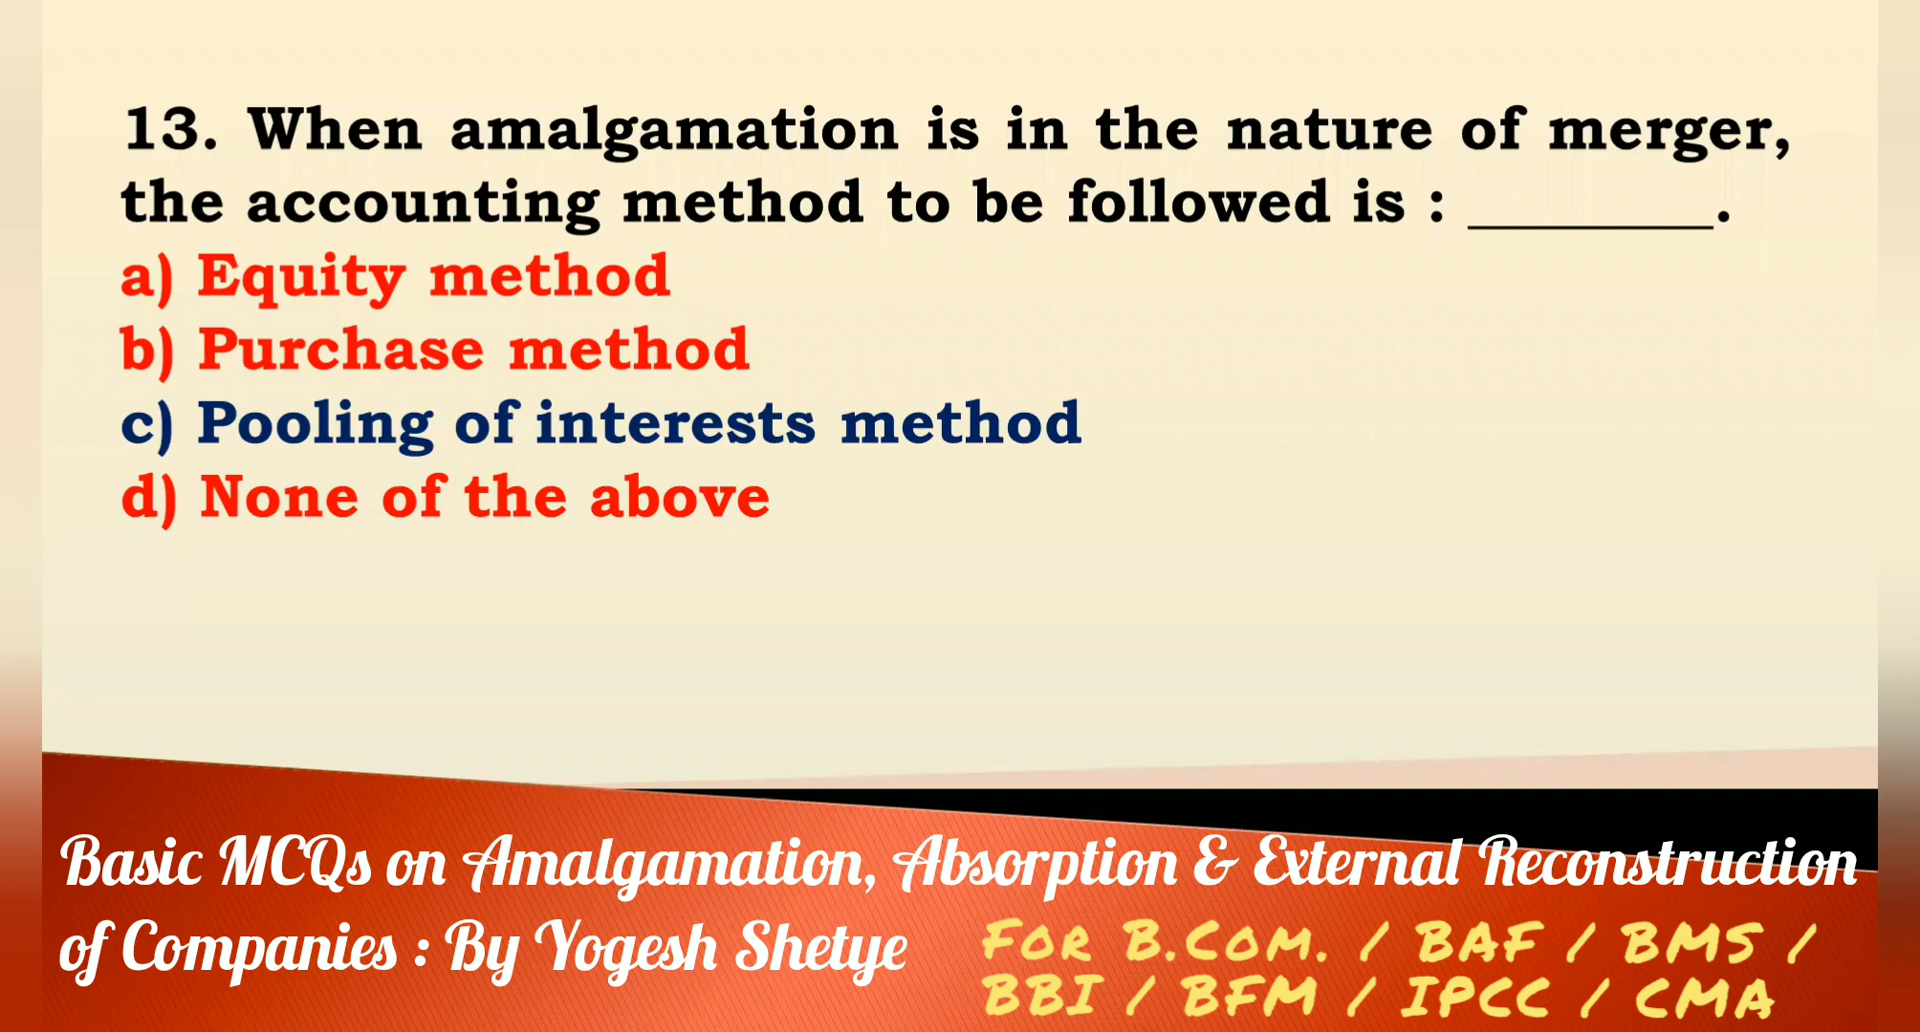 13. When amalgamation is in the nature of merger,
the accounting method to be followed is : ________.
a) Equity method
b) Purchase method
c) Pooling of interests method
d) None of the above
Basic MCQs on Amalgamation, Absorption & External Reconstruction
of Companies : By Yogesh Shetye
FOR B.COM. / BAF / BMS /
BBI / BFM / IPCC / CMA